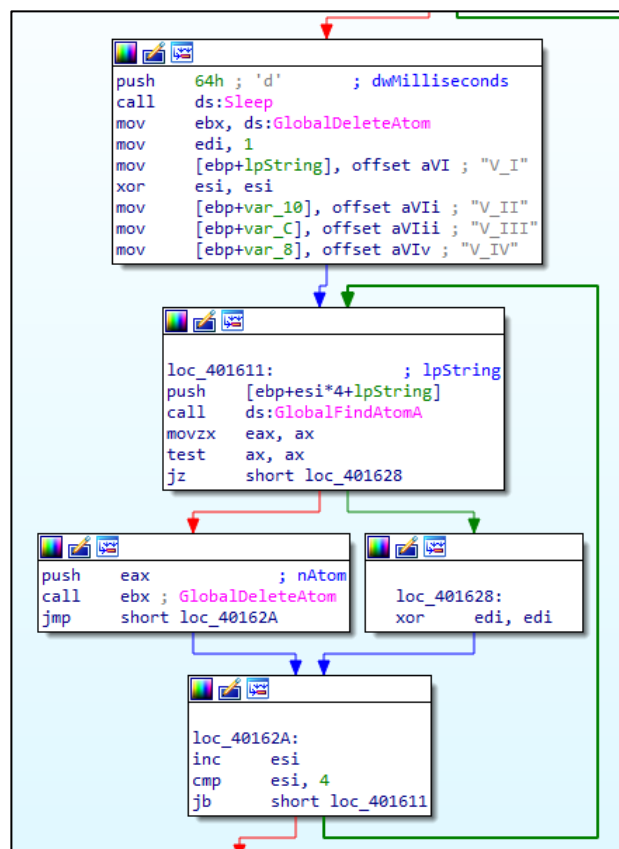 push 64h ; 'd' ; dwMilliseconds
call ds:Sleep
mov ebx, ds:GlobalDeleteAtom
mov edi, 1
mov [ebp+lpString], offset aVI ; "V_I"
xor esi, esi
mov [ebp+var_10], offset aVIi ; "V_II"
mov [ebp+var_C], offset aVIii ; "V_III"
mov [ebp+var_8], offset aVIv ; "V_IV"
loc_401611: ; lpString
push [ebp+esi*4+lpString]
call ds:GlobalFindAtomA
movzx eax, ax
test ax, ax
jz short loc_401628
push eax ; nAtom
call ebx ; GlobalDeleteAtom
jmp short loc_40162A
loc_401628:
xor edi, edi
loc_40162A:
inc esi
cmp esi, 4
jb short loc_401611